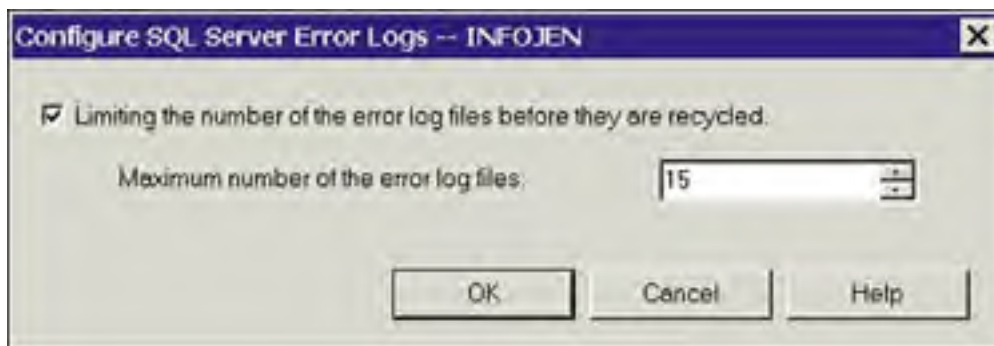 Configure SQL Server Error Logs -- INFOJEN
Limiting the number of the error log files before they are recycled.
Maximum number of the error log files: 15
OK Cancel Help